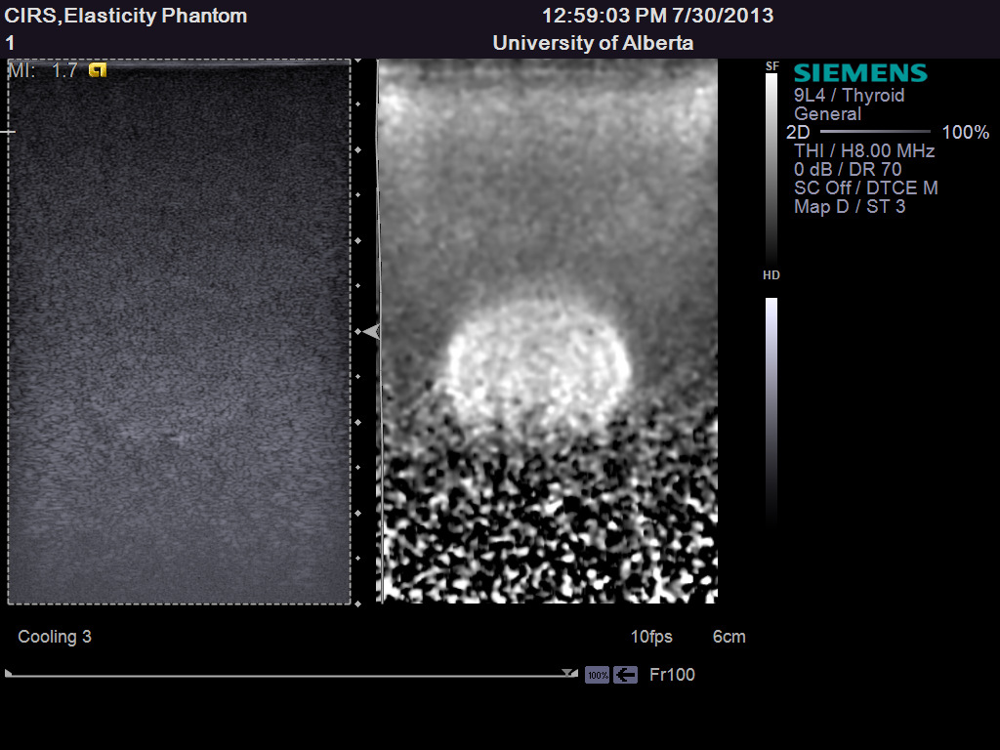 CIRS,Elasticity Phantom 12:59:03 PM 7/30/2013
1 University of Alberta
MI: 1.7
SF
SIEMENS
9L4 / Thyroid
General
2D 100%
THI / H8.00 MHz
0 dB / DR 70
SC Off / DTCE M
Map D / ST 3
HD
Cooling 3 10fps 6cm
100% Fr100